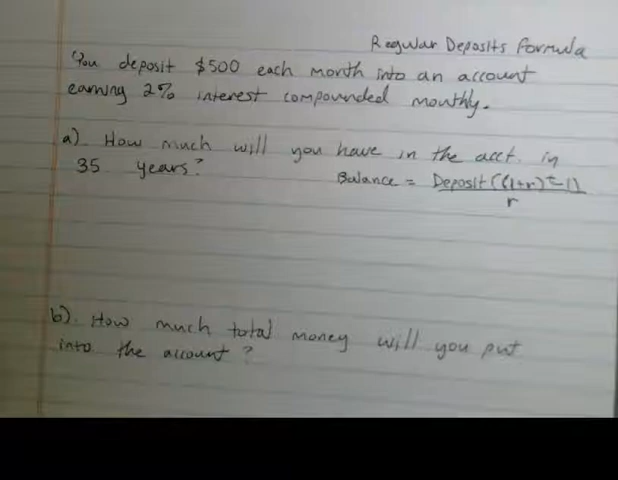 Regular Deposits Formula
You deposit $500 each month into an account
earning 2% interest compounded monthly.
a). How much will you have in the acct. in
35 years?
Balance = Deposit((1+r)^t-1)
r
b). How much total money will you put
into the account?